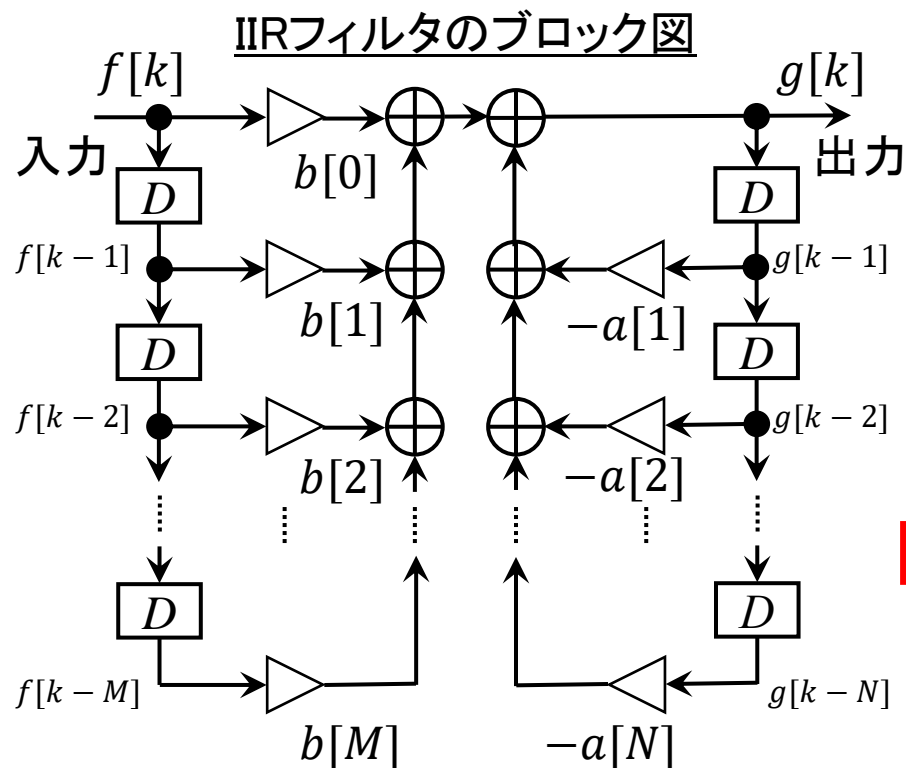 IIRフィルタのブロック図
f[k]
g[k]
入力
出力
b[0]
D
D
f[k − 1]
g[k − 1]
b[1]
−a[1]
D
D
f[k − 2]
g[k − 2]
b[2]
−a[2]
D
D
f[k − M]
g[k − N]
b[M]
−a[N]